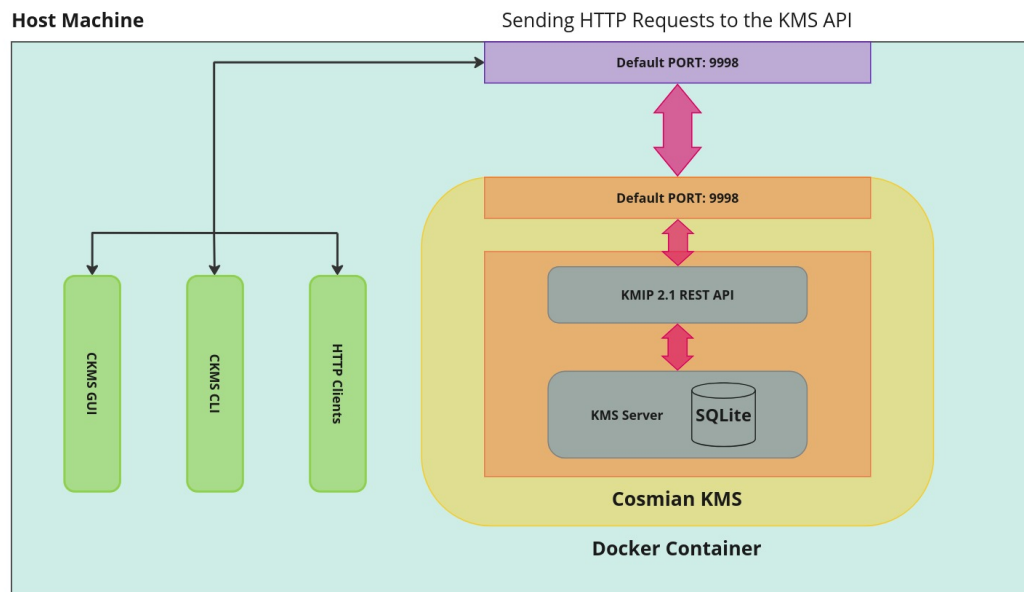 Host Machine
Sending HTTP Requests to the KMS API
Default PORT: 9998
Default PORT: 9998
KMIP 2.1 REST API
KMS Server
SQLite
Cosmian KMS
Docker Container
CKMS GUI
CKMS CLI
HTTP Clients